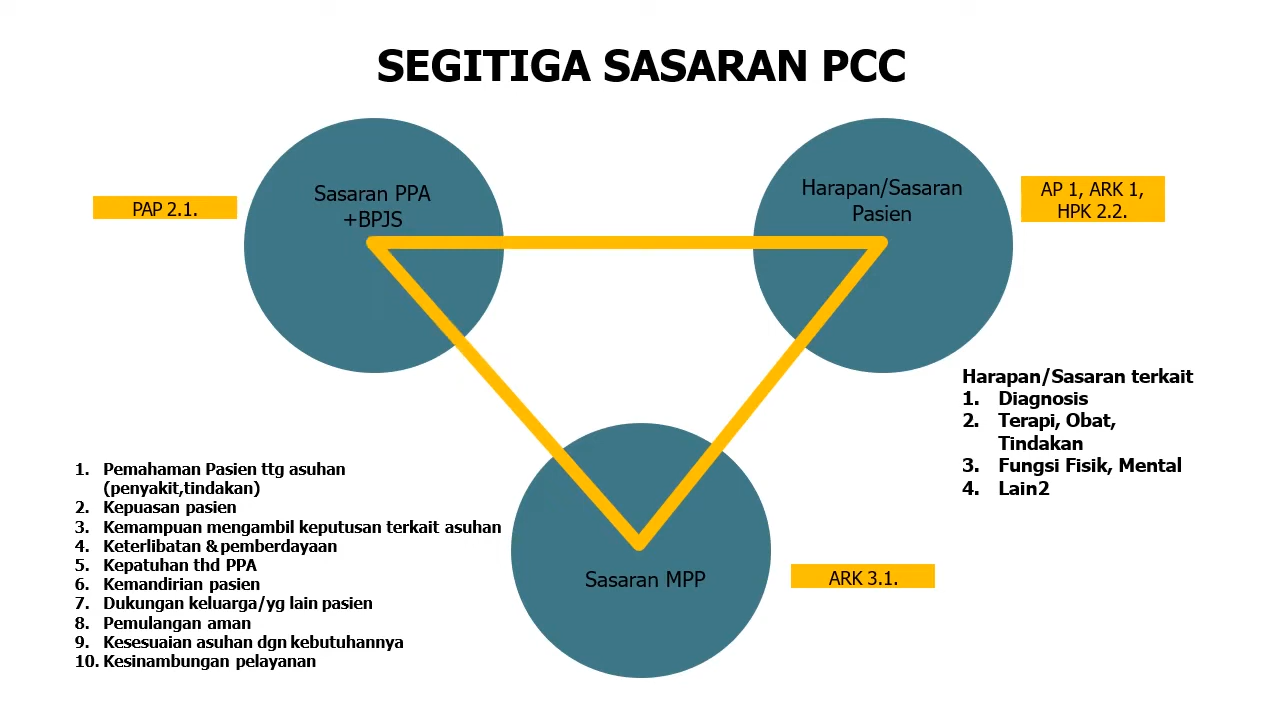 SEGITIGA SASARAN PCC
PAP 2.1.
Sasaran PPA
+BPJS
Harapan/Sasaran
Pasien
AP 1, ARK 1,
HPK 2.2.
Harapan/Sasaran terkait
1. Diagnosis
2. Terapi, Obat,
Tindakan
3. Fungsi Fisik, Mental
4. Lain2
1. Pemahaman Pasien ttg asuhan
(penyakit,tindakan)
2. Kepuasan pasien
3. Kemampuan mengambil keputusan terkait asuhan
4. Keterlibatan & pemberdayaan
5. Kepatuhan thd PPA
6. Kemandirian pasien
7. Dukungan keluarga/yg lain pasien
8. Pemulangan aman
9. Kesesuaian asuhan dgn kebutuhannya
10. Kesinambungan pelayanan
Sasaran MPP
ARK 3.1.